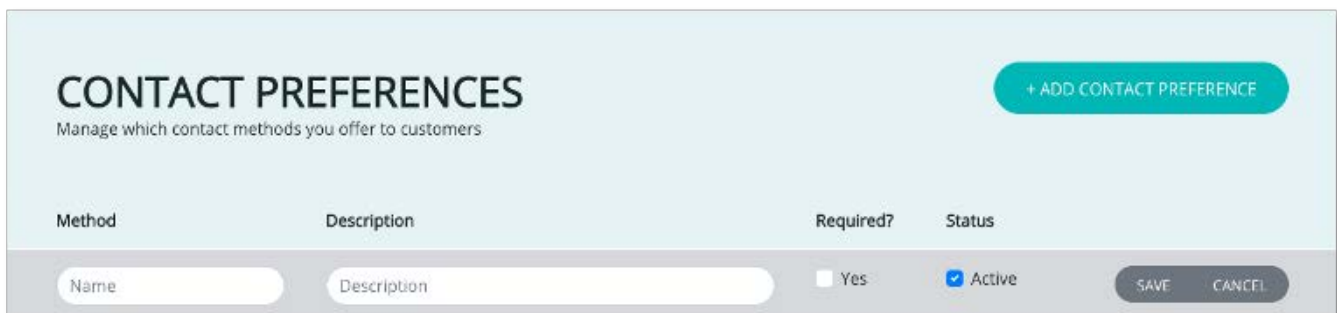 CONTACT PREFERENCES
+ ADD CONTACT PREFERENCE
Manage which contact methods you offer to customers
Method Description Required? Status
Name Description Yes Active SAVE CANCEL